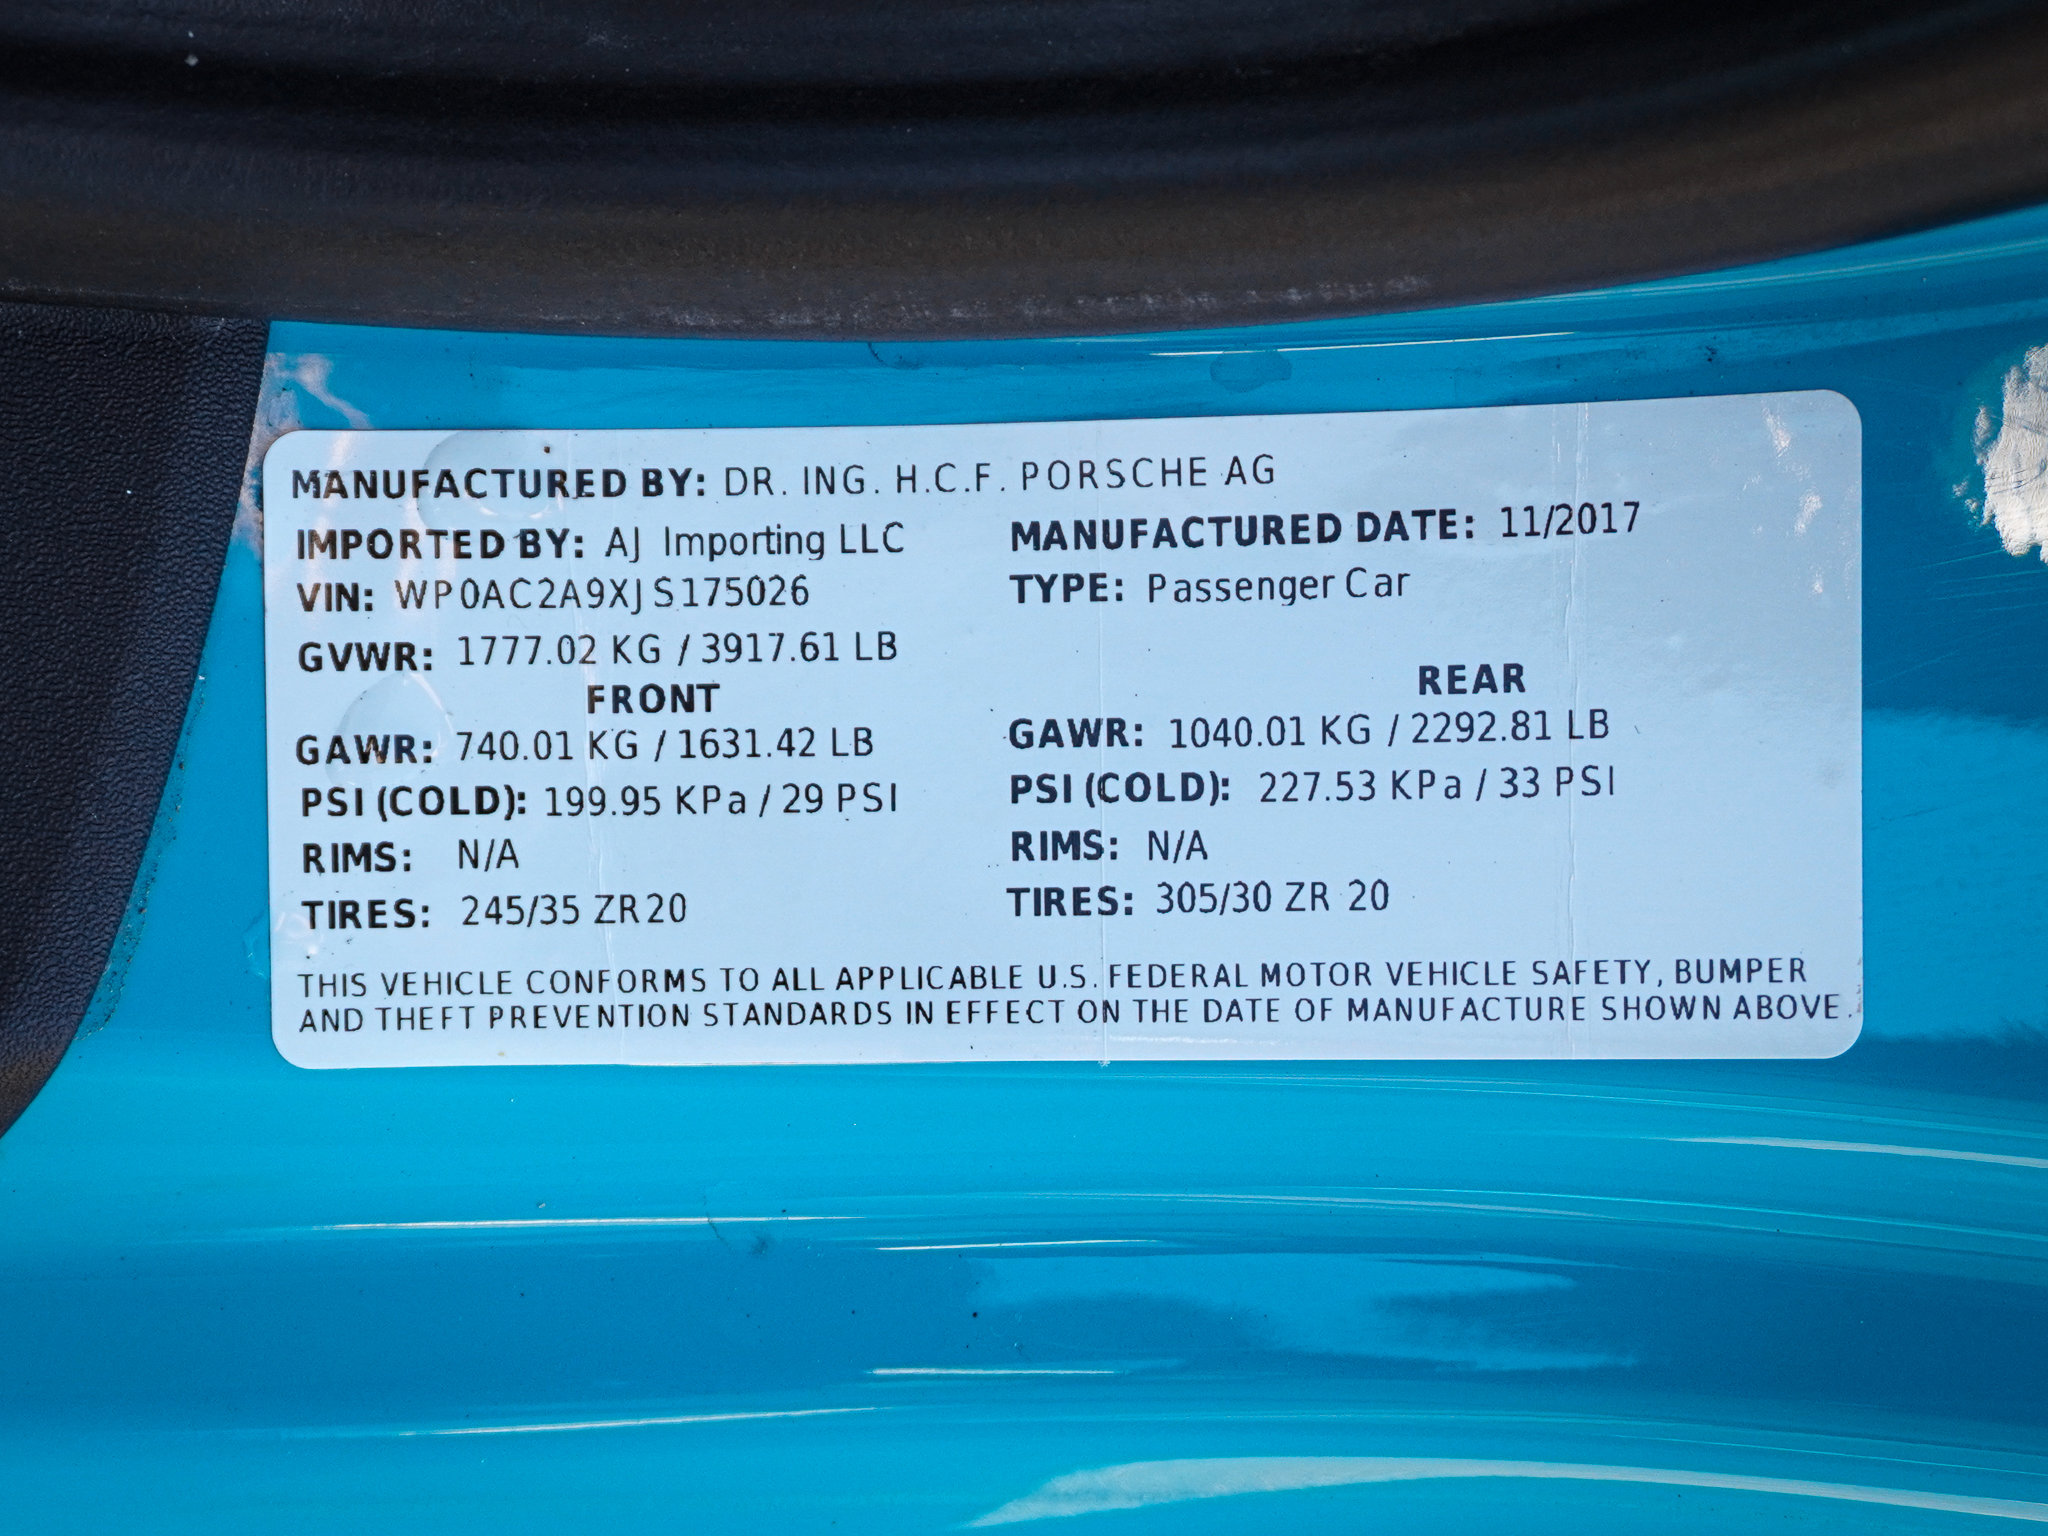 MANUFACTURED BY: DR. ING. H.C.F. PORSCHE AG
IMPORTED BY: AJ Importing LLC
MANUFACTURED DATE: 11/2017
VIN: WP0AC2A9XJS175026
TYPE: Passenger Car
GVWR: 1777.02 KG / 3917.61 LB
FRONT
GAWR: 740.01 KG / 1631.42 LB
PSI (COLD): 199.95 KPa / 29 PSI
RIMS: N/A
TIRES: 245/35 ZR20
REAR
GAWR: 1040.01 KG / 2292.81 LB
PSI (COLD): 227.53 KPa / 33 PSI
RIMS: N/A
TIRES: 305/30 ZR 20
THIS VEHICLE CONFORMS TO ALL APPLICABLE U.S. FEDERAL MOTOR VEHICLE SAFETY, BUMPER
AND THEFT PREVENTION STANDARDS IN EFFECT ON THE DATE OF MANUFACTURE SHOWN ABOVE.